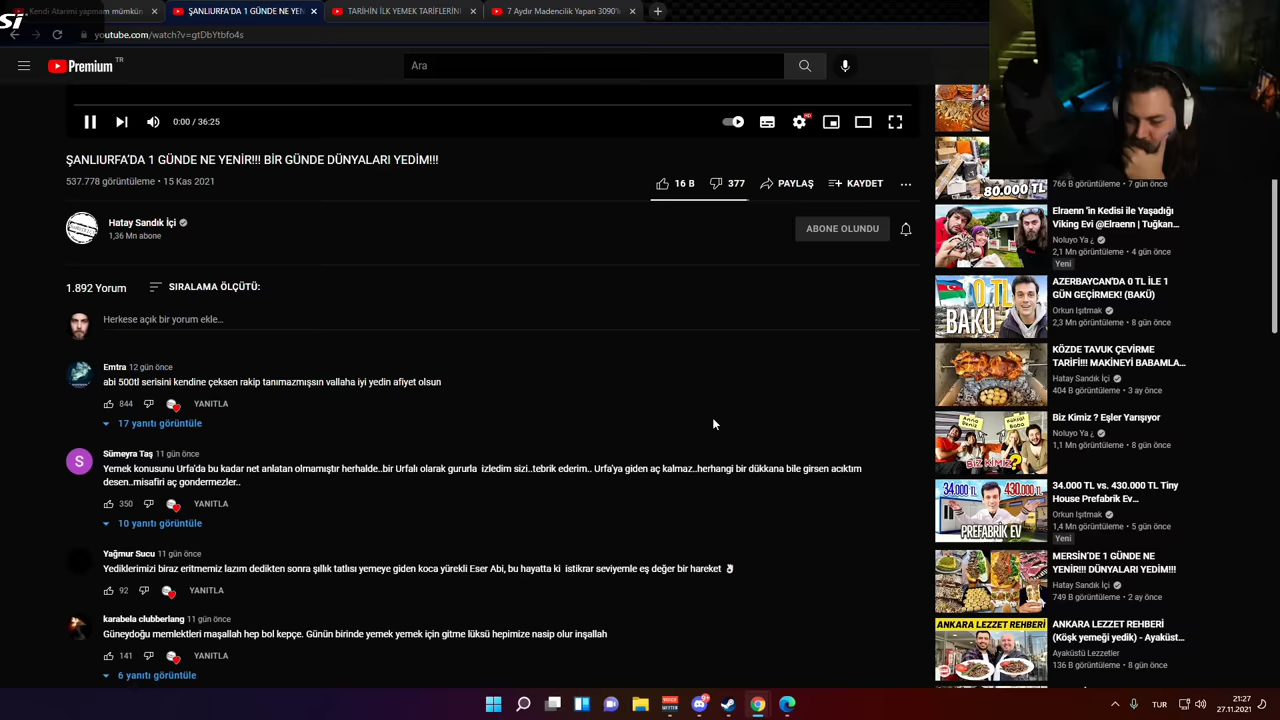 Si
Kendi Atarimi yapmam mümkün
ŞANLIURFA'DA 1 GÜNDE NE YEN
TARİHİN İLK YEMEK TARİFLERİNİ
7 Aydır Madencilik Yapan 3090'lı
youtube.com/watch?v=gtDbYtbfo4s
Premium TR
Ara
0:00 / 36:25
ŞANLIURFA'DA 1 GÜNDE NE YENİR!!! BİR GÜNDE DÜNYALARI YEDİM!!!
537.778 görüntüleme • 15 Kas 2021
16 B
377
PAYLAŞ
KAYDET
Hatay Sandık İçi
1,36 Mn abone
ABONE OLUNDU
1.892 Yorum
SIRALAMA ÖLÇÜTÜ:
Herkese açık bir yorum ekle...
Emtra 12 gün önce
abi 500tl serisini kendine çeksen rakip tanımazmışsın vallaha iyi yedin afiyet olsun
844 YANITLA
17 yanıtı görüntüle
S
Sümeyra Taş 11 gün önce
Yemek konusunu Urfa'da bu kadar net anlatan olmamıştır herhalde..bir Urfalı olarak gururla izledim sizi..tebrik ederim.. Urfa'ya giden aç kalmaz..herhangi bir dükkana bile girsen acıktım
desen..misafiri aç göndermezler..
350 YANITLA
10 yanıtı görüntüle
Yağmur Sucu 11 gün önce
Yediklerimizi biraz eritmemiz lazım dedikten sonra şıllık tatlısı yemeye giden koca yürekli Eser Abi, bu hayatta ki istikrar seviyemle eş değer bir hareket
92 YANITLA
karabela clubberlang 11 gün önce
Güneydoğu memlektleri maşallah hep bol kepçe. Günün birinde yemek yemek için gitme lüksü hepimize nasip olur inşallah
141 YANITLA
6 yanıtı görüntüle
80.000 TL
766 B görüntüleme • 7 gün önce
Elraenn 'in Kedisi ile Yaşadığı
Viking Evi @Elraenn | Tuğkan...
Noluyo Ya ¿
2,1 Mn görüntüleme • 4 gün önce
Yeni
0 TL
BAKÜ
AZERBAYCAN'DA 0 TL İLE 1
GÜN GEÇİRMEK! (BAKÜ)
Orkun Işıtmak
2,3 Mn görüntüleme • 8 gün önce
KÖZDE TAVUK ÇEVİRME
TARİFİ!!! MAKİNEYİ BABAMLA...
Hatay Sandık İçi
404 B görüntüleme • 3 ay önce
BİZ KİMİZ?
Biz Kimiz ? Eşler Yarışıyor
Noluyo Ya ¿
1,1 Mn görüntüleme • 8 gün önce
34.000 TL
430.000 TL
PREFABRİK EV
34.000 TL vs. 430.000 TL Tiny
House Prefabrik Ev...
Orkun Işıtmak
1,4 Mn görüntüleme • 5 gün önce
Yeni
MERSİN'DE 1 GÜNDE NE
YENİR!!! DÜNYALARI YEDİM!!!
Hatay Sandık İçi
749 B görüntüleme • 2 ay önce
ANKARA LEZZET REHBERİ
ANKARA LEZZET REHBERİ
(Köşk yemeği yedik) - Ayaküst...
Ayaküstü Lezzetler
136 B görüntüleme • 8 gün önce
TUR
21:27
27.11.2021